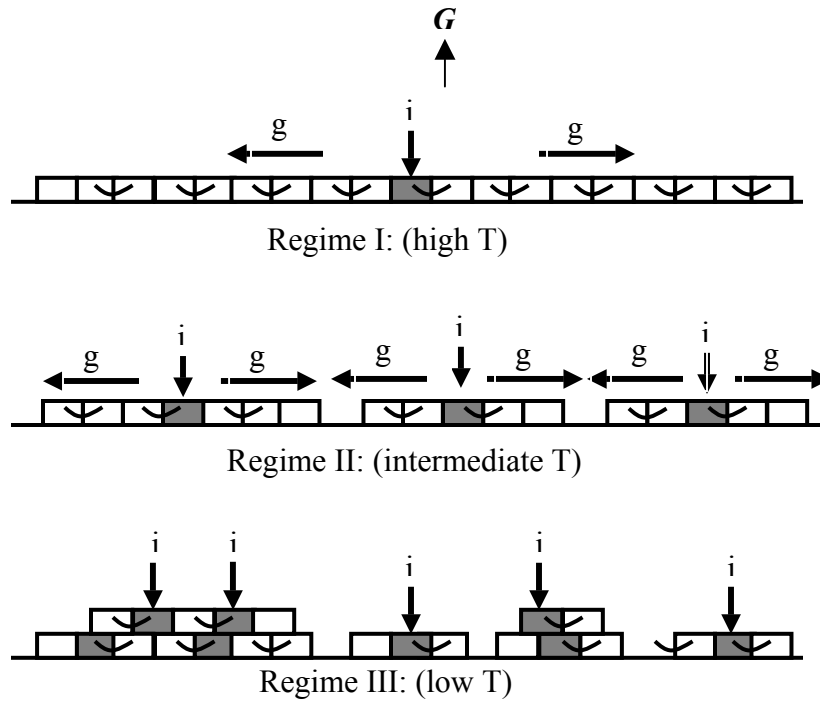 G
i
g g
Regime I: (high T)
i i i
g g g g g g
Regime II: (intermediate T)
i i i i i
Regime III: (low T)